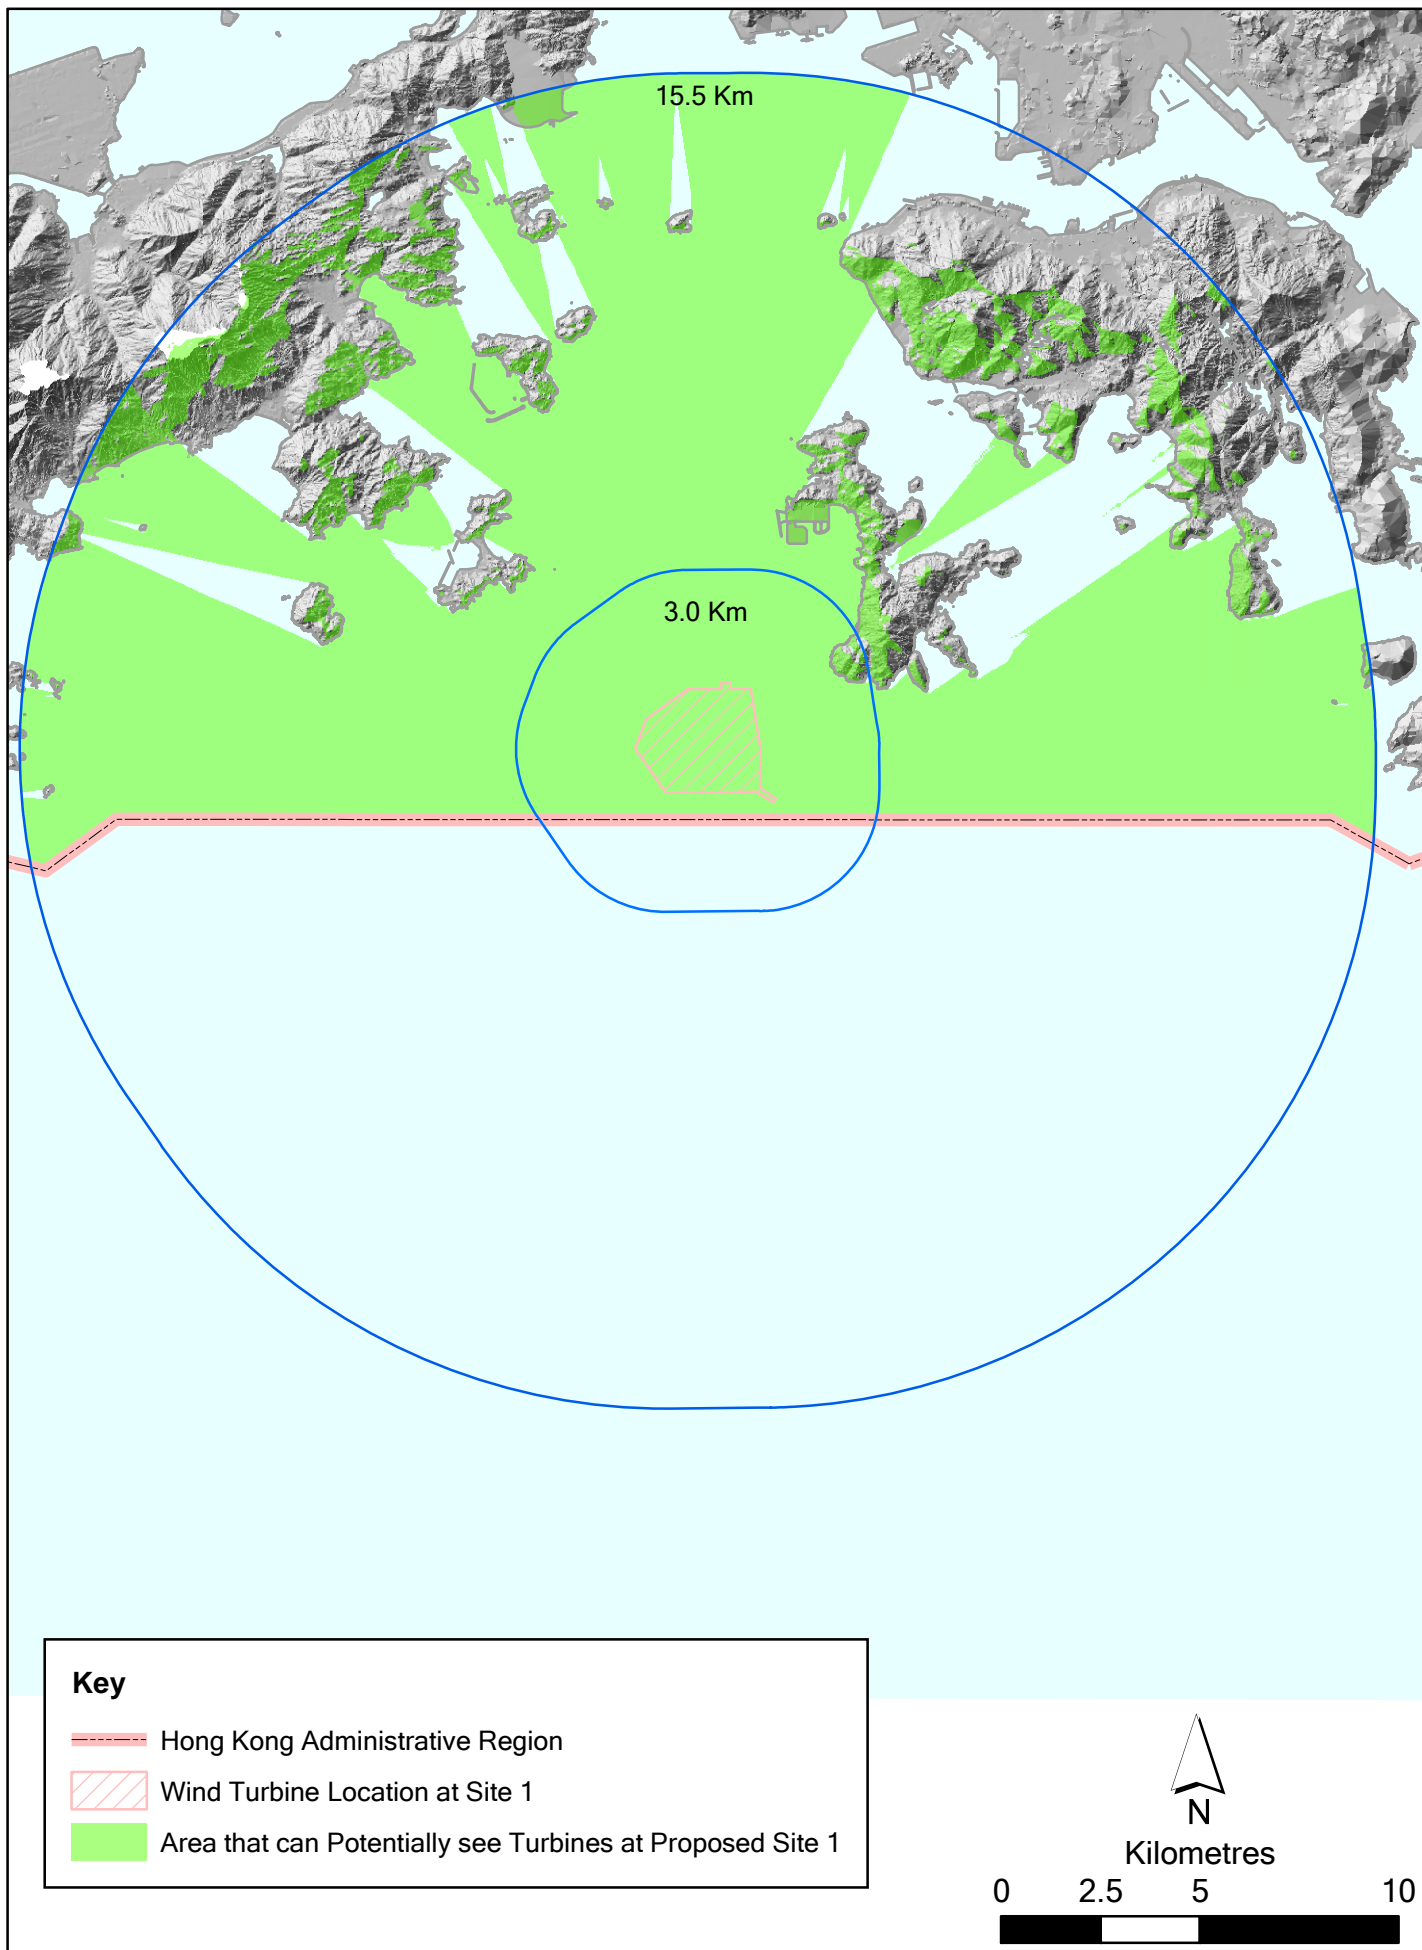 15.5 Km
3.0 Km
Key
Hong Kong Administrative Region
Wind Turbine Location at Site 1
Area that can Potentially see Turbines at Proposed Site 1
N
Kilometres
0 2.5 5 10